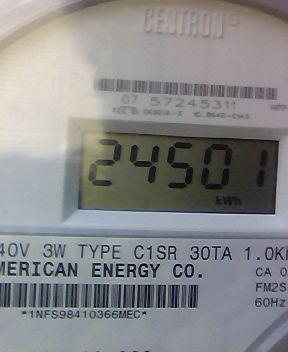 CENTRON®
07 57245311
24501
kWh
40V 3W TYPE C1SR 30TA 1.0K
MERICAN ENERGY CO.
CA 0
FM2S
*1NFS98410366MEC*
60Hz